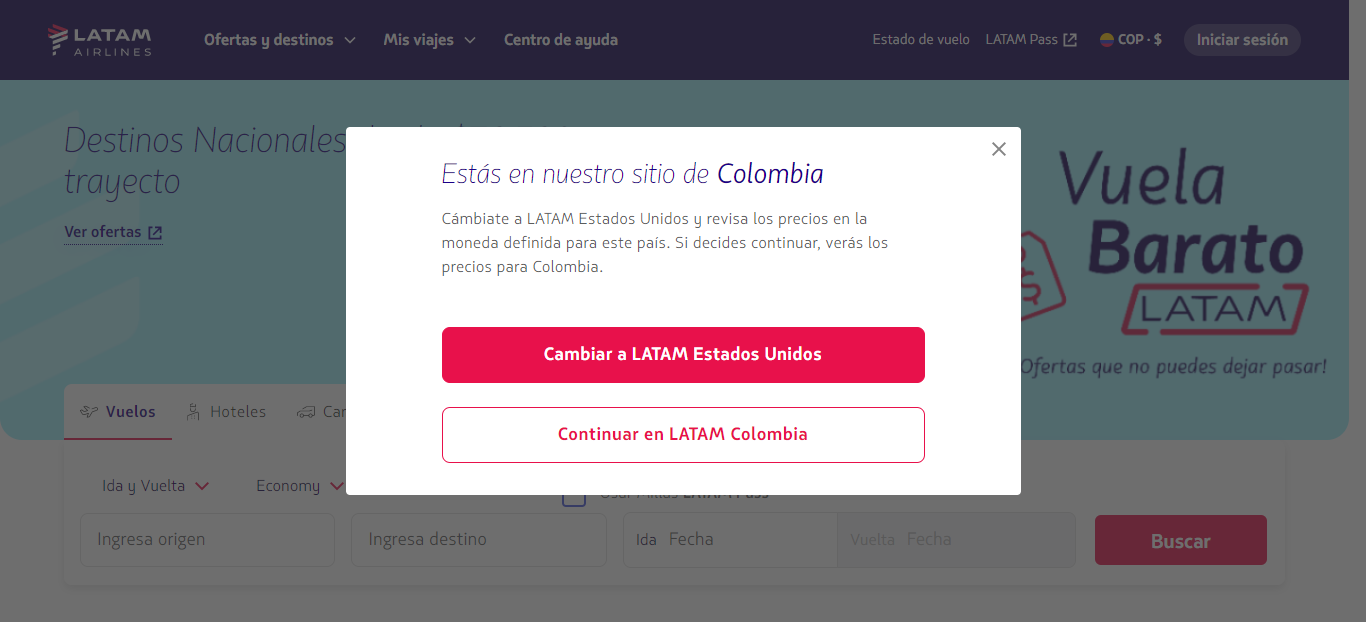 LATAM
AIRLINES
Ofertas y destinos
Mis viajes
Centro de ayuda
Estado de vuelo
LATAM Pass
COP · $
Iniciar sesión
Destinos Nacionales
trayecto
Ver ofertas
Vuela
Barato
LATAM
Ofertas que no puedes dejar pasar!
Estás en nuestro sitio de Colombia
Cámbiate a LATAM Estados Unidos y revisa los precios en la
moneda definida para este país. Si decides continuar, verás los
precios para Colombia.
Cambiar a LATAM Estados Unidos
Continuar en LATAM Colombia
Vuelos
Hoteles
Ida y Vuelta
Economy
Usar Millas LATAM Pass
Ingresa origen
Ingresa destino
Ida Fecha
Vuelta Fecha
Buscar